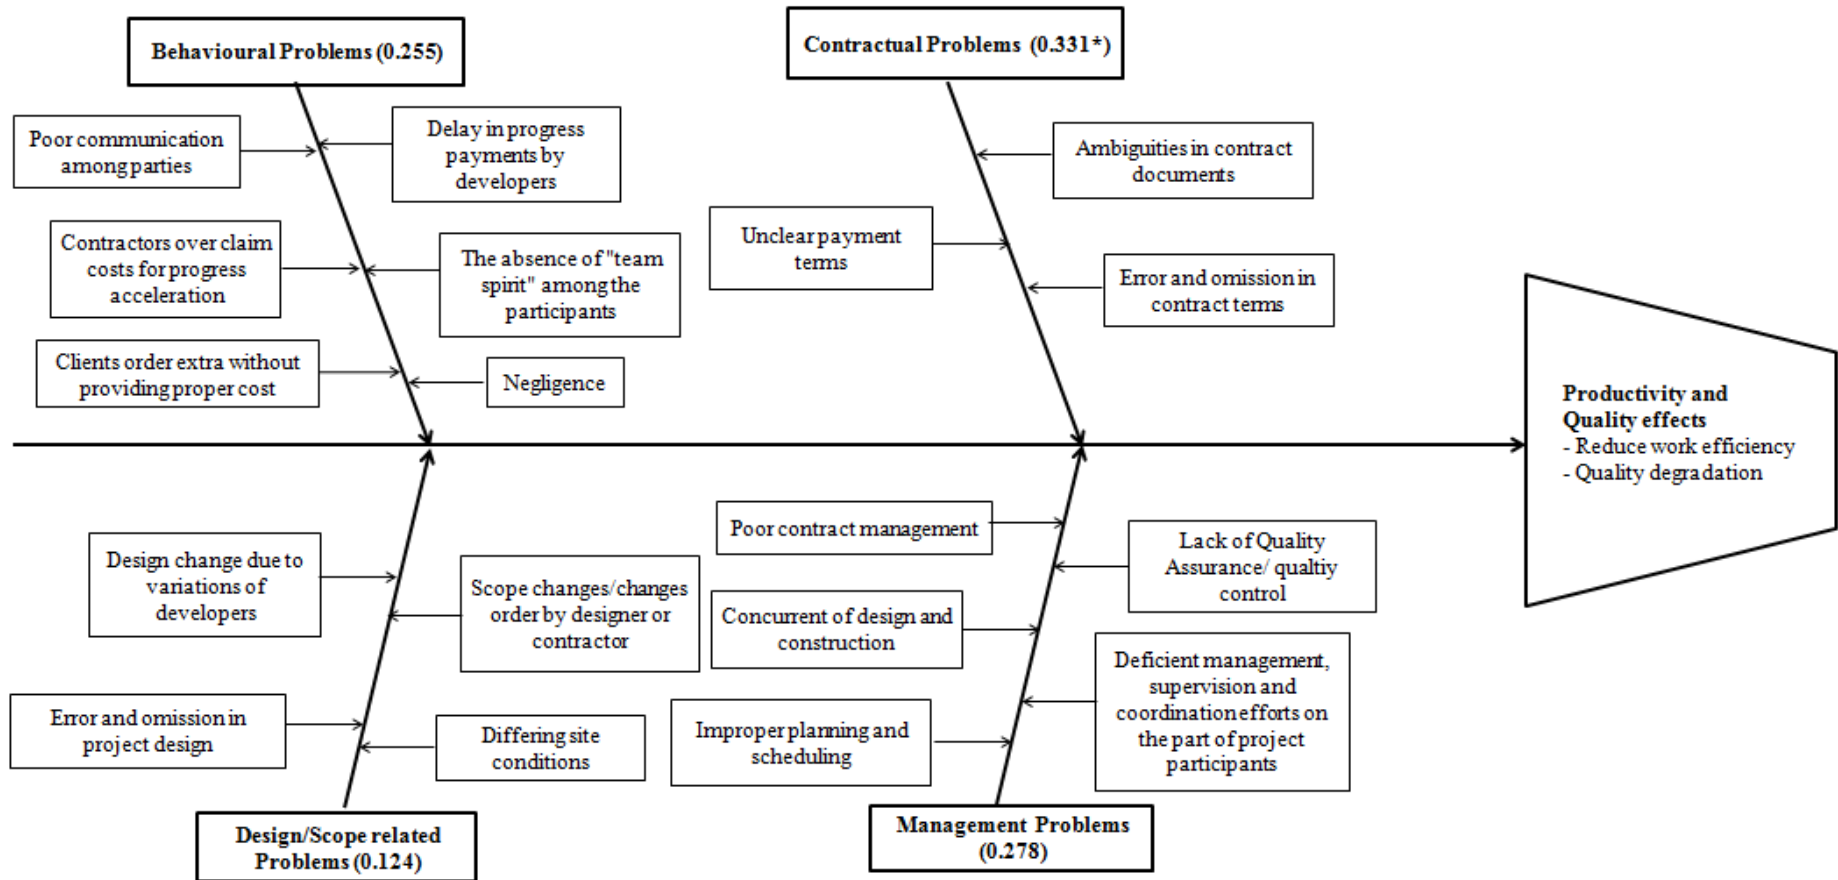 Behavioural Problems (0.255)
Contractual Problems (0.331*)
Poor communication
among parties
Delay in progress
payments by
developers
Contractors over claim
costs for progress
acceleration
The absence of "team
spirit" among the
participants
Clients order extra without
providing proper cost
Negligence
Ambiguities in contract
documents
Unclear payment
terms
Error and omission in
contract terms
Productivity and
Quality effects
- Reduce work efficiency
- Quality degradation
Design change due to
variations of
developers
Scope changes/changes
order by designer or
contractor
Error and omission in
project design
Differing site
conditions
Design/Scope related
Problems (0.124)
Poor contract management
Lack of Quality
Assurance/ qualtiy
control
Concurrent of design and
construction
Deficient management,
supervision and
coordination efforts on
the part of project
participants
Improper planning and
scheduling
Management Problems
(0.278)